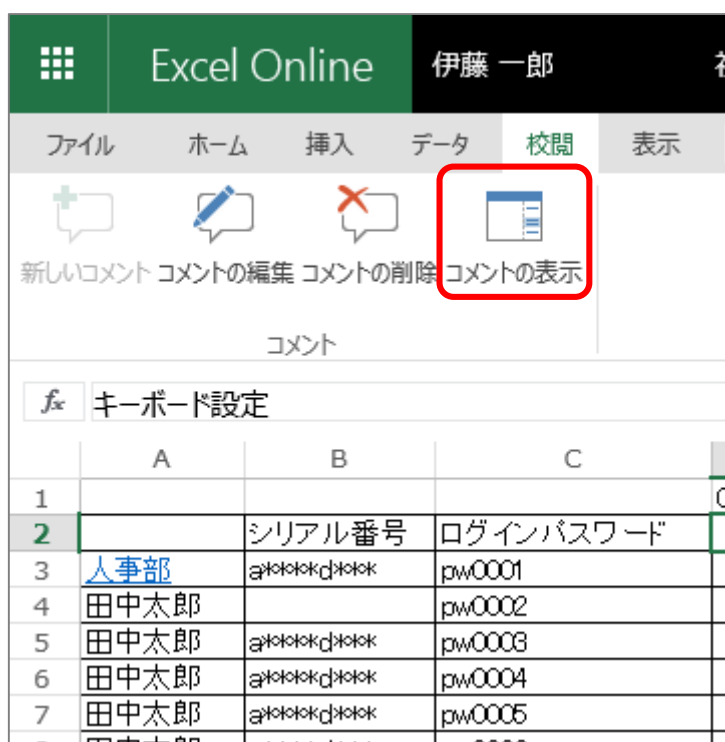 Excel Online 伊藤 一郎
ファイル ホーム 挿入 データ 校閲 表示
新しいコメント コメントの編集 コメントの削除 コメントの表示
コメント
fx キーボード設定
A B C
1
2 シリアル番号 ログインパスワード
3 人事部 a*****d*** pw0001
4 田中太郎 pw0002
5 田中太郎 a*****d*** pw0003
6 田中太郎 a*****d*** pw0004
7 田中太郎 a*****d*** pw0005